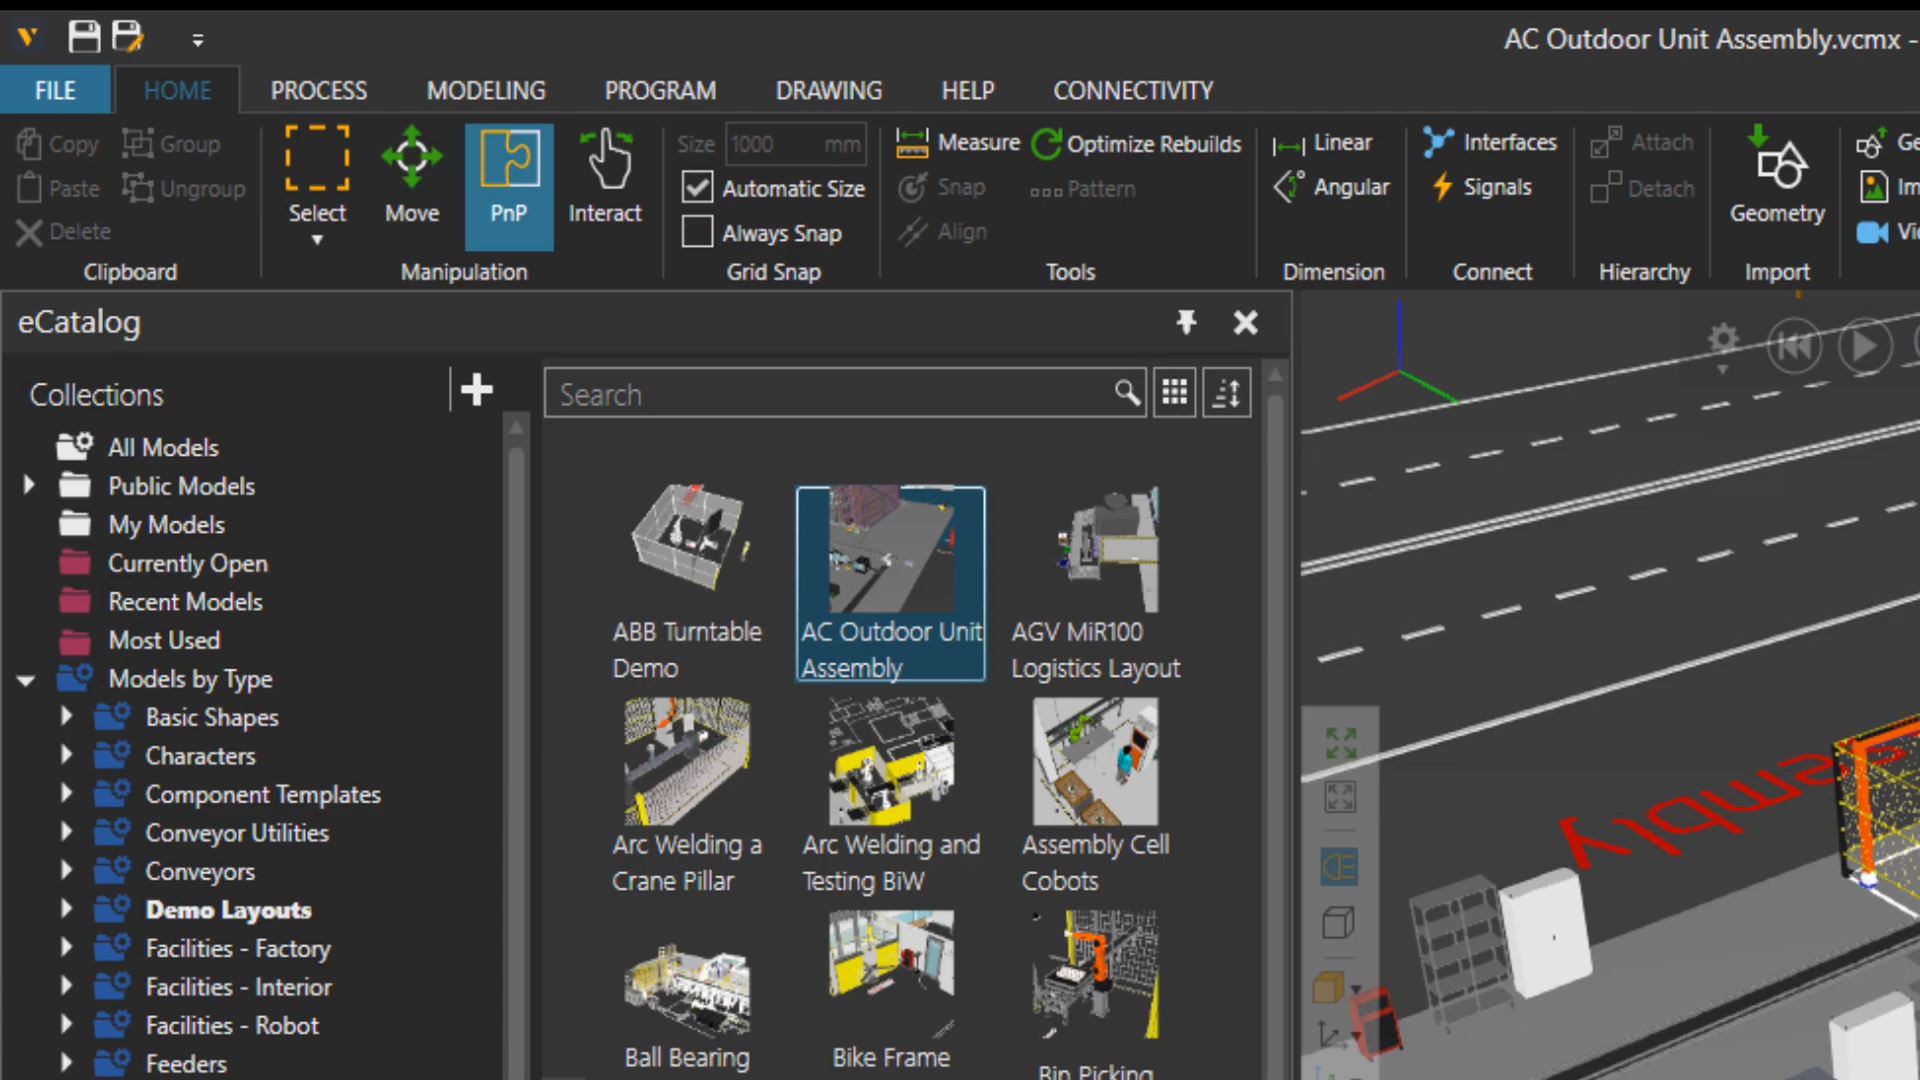 AC Outdoor Unit Assembly.vcmx -
FILE HOME PROCESS MODELING PROGRAM DRAWING HELP CONNECTIVITY
Copy Group
Paste Ungroup
Delete
Clipboard
Select Move PnP Interact
Manipulation
Size 1000 mm
Automatic Size
Always Snap
Grid Snap
Measure Optimize Rebuilds
Snap Pattern
Align
Tools
Linear
Angular
Dimension
Interfaces
Signals
Connect
Attach
Detach
Hierarchy
Geometry
Import
eCatalog
Collections
Search
All Models
Public Models
My Models
Currently Open
Recent Models
Most Used
Models by Type
Basic Shapes
Characters
Component Templates
Conveyor Utilities
Conveyors
Demo Layouts
Facilities - Factory
Facilities - Interior
Facilities - Robot
Feeders
ABB Turntable
Demo
AC Outdoor Unit
Assembly
AGV MiR100
Logistics Layout
Arc Welding a
Crane Pillar
Arc Welding and
Testing BiW
Assembly Cell
Cobots
Ball Bearing
Bike Frame
Bin Picking